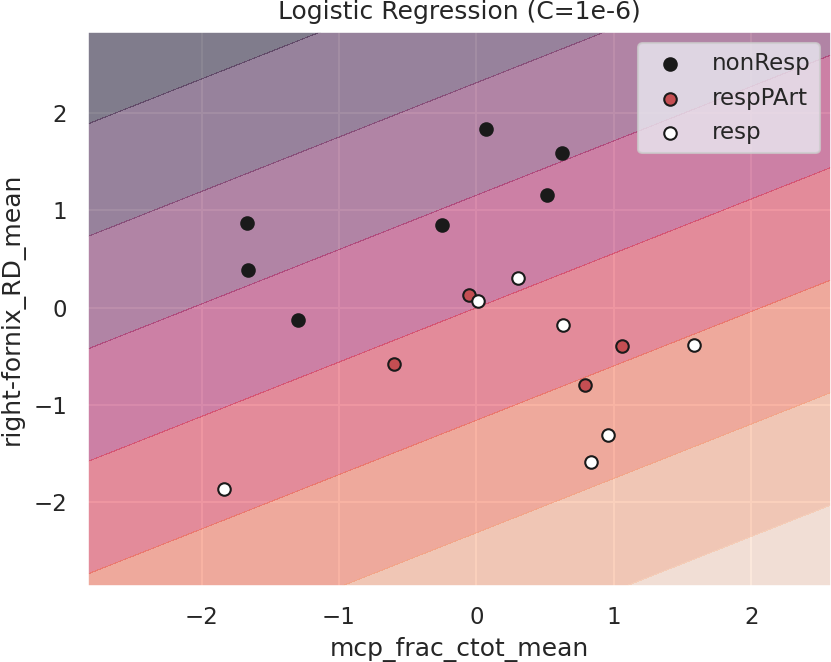 Logistic Regression (C=1e-6)
nonResp
respPArt
resp
right-fornix_RD_mean
2
1
0
−1
−2
−2
−1
0
1
2
mcp_frac_ctot_mean